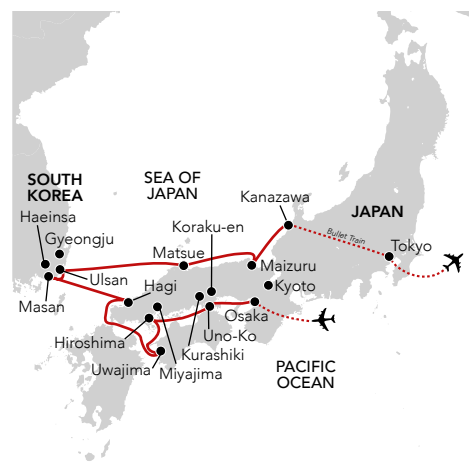 SEA OF
JAPAN
SOUTH
KOREA
Haeinsa
Gyeongju
Kanazawa
JAPAN
Koraku-en
Bullet Train
Tokyo
Matsue
Maizuru
Ulsan
Kyoto
Masan
Hagi
Osaka
Uno-Ko
Hiroshima
Kurashiki
Uwajima
Miyajima
PACIFIC
OCEAN